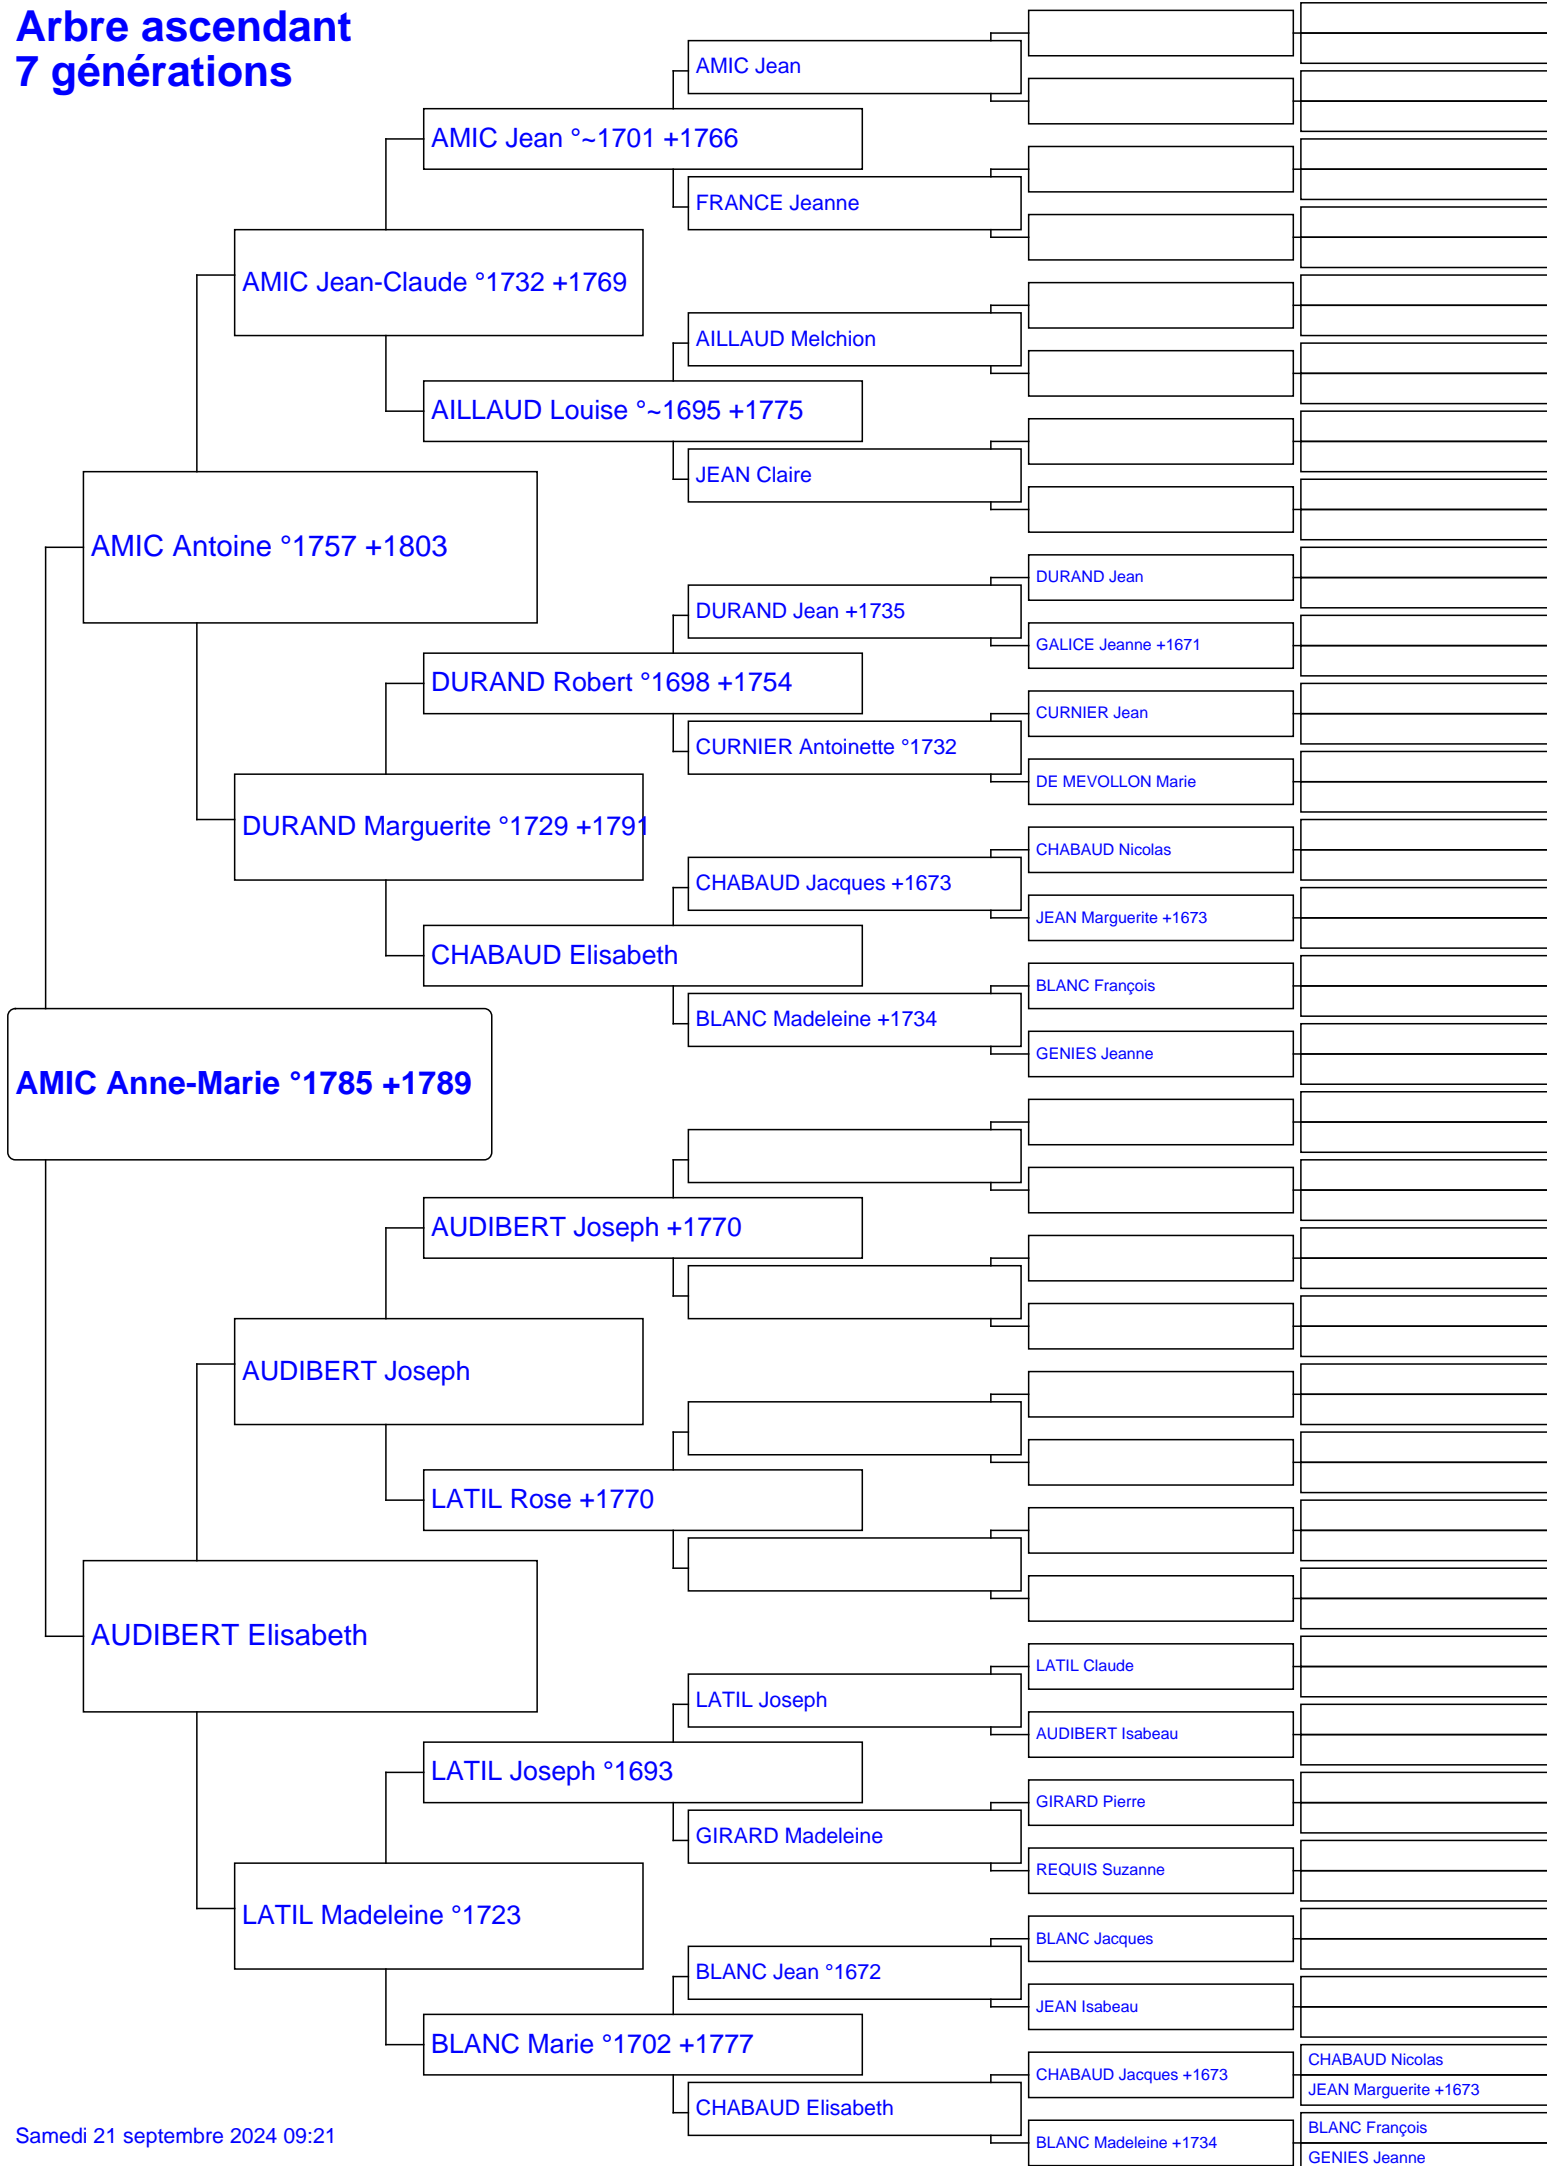 Arbre ascendant
7 générations
AMIC Jean
AMIC Jean °~1701 +1766
FRANCE Jeanne
AMIC Jean-Claude °1732 +1769
AILLAUD Melchion
AILLAUD Louise °~1695 +1775
JEAN Claire
AMIC Antoine °1757 +1803
DURAND Jean
DURAND Jean +1735
GALICE Jeanne +1671
DURAND Robert °1698 +1754
CURNIER Jean
CURNIER Antoinette °1732
DE MEVOLLON Marie
DURAND Marguerite °1729 +1791
CHABAUD Nicolas
CHABAUD Jacques +1673
JEAN Marguerite +1673
CHABAUD Elisabeth
BLANC François
BLANC Madeleine +1734
GENIES Jeanne
AMIC Anne-Marie °1785 +1789
AUDIBERT Joseph +1770
AUDIBERT Joseph
LATIL Rose +1770
AUDIBERT Elisabeth
LATIL Claude
LATIL Joseph
AUDIBERT Isabeau
LATIL Joseph °1693
GIRARD Pierre
GIRARD Madeleine
REQUIS Suzanne
LATIL Madeleine °1723
BLANC Jacques
BLANC Jean °1672
JEAN Isabeau
BLANC Marie °1702 +1777
CHABAUD Nicolas
CHABAUD Jacques +1673
JEAN Marguerite +1673
CHABAUD Elisabeth
BLANC François
BLANC Madeleine +1734
GENIES Jeanne
Samedi 21 septembre 2024 09:21